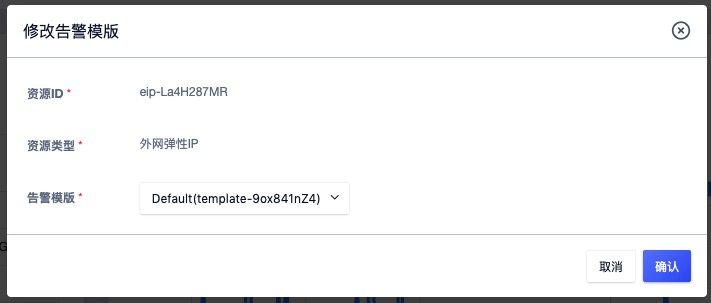 修改告警模版
资源ID *
eip-La4H287MR
资源类型 *
外网弹性IP
告警模版 *
Default(template-9ox841nZ4)
取消
确认